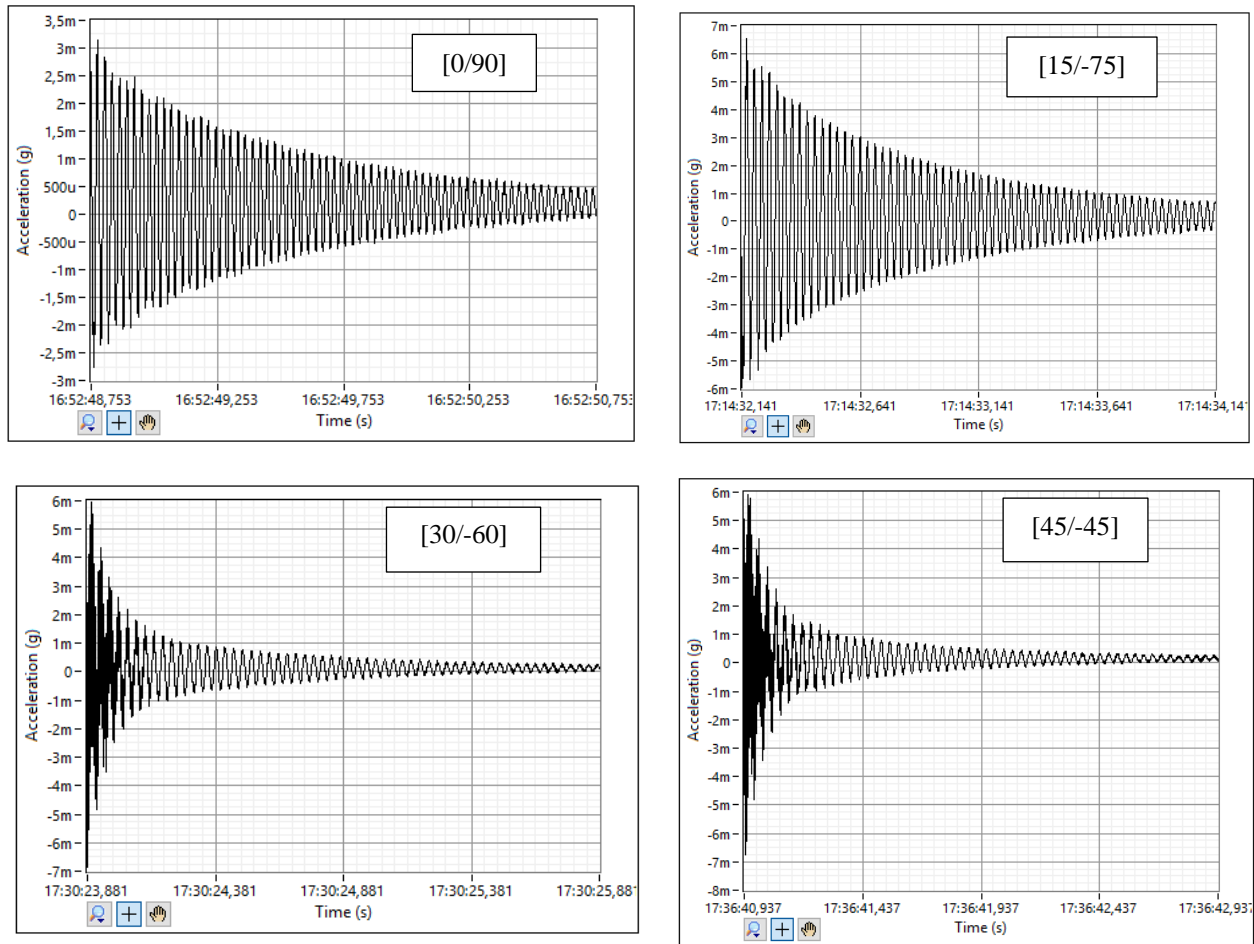 [0/90]
3,5m
3m
2,5m
2m
1,5m
1m
500u
0
-500u
-1m
-1,5m
-2m
-2,5m
-3m
Acceleration (g)
16:52:48,753 16:52:49,253 16:52:49,753 16:52:50,253 16:52:50,753
Time (s)
[15/-75]
7m
6m
5m
4m
3m
2m
1m
0
-1m
-2m
-3m
-4m
-5m
-6m
Acceleration (g)
17:14:32,141 17:14:32,641 17:14:33,141 17:14:33,641 17:14:34,141
Time (s)
[30/-60]
6m
5m
4m
3m
2m
1m
0
-1m
-2m
-3m
-4m
-5m
-6m
-7m
Acceleration (g)
17:30:23,881 17:30:24,381 17:30:24,881 17:30:25,381 17:30:25,881
Time (s)
[45/-45]
6m
5m
4m
3m
2m
1m
0
-1m
-2m
-3m
-4m
-5m
-6m
-7m
-8m
Acceleration (g)
17:36:40,937 17:36:41,437 17:36:41,937 17:36:42,437 17:36:42,937
Time (s)